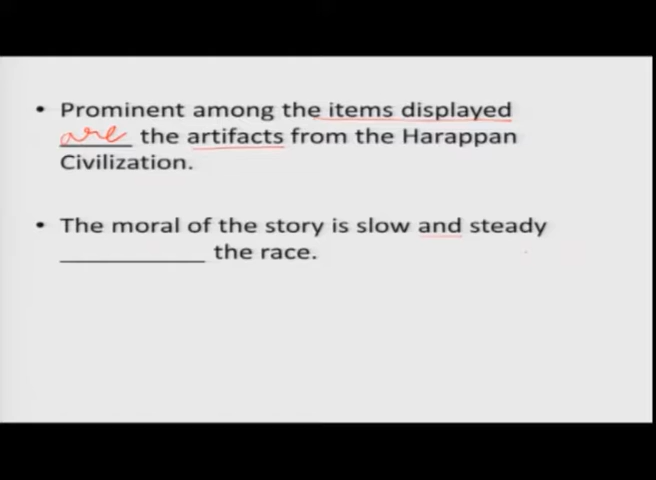 • Prominent among the items displayed
are the artifacts from the Harappan
Civilization.
• The moral of the story is slow and steady
____________ the race.